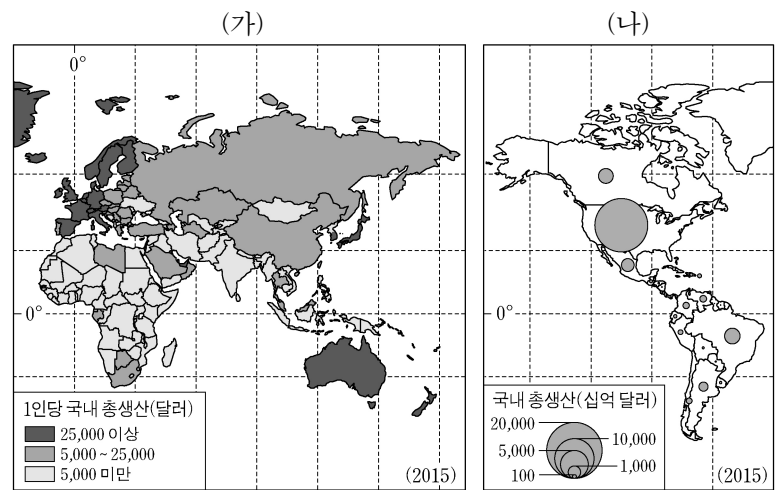 (가)
0°
0°
1인당 국내 총생산(달러)
25,000 이상
5,000 ~ 25,000
5,000 미만
(2015)
(나)
0°
국내 총생산(십억 달러)
20,000
10,000
5,000
1,000
100
(2015)